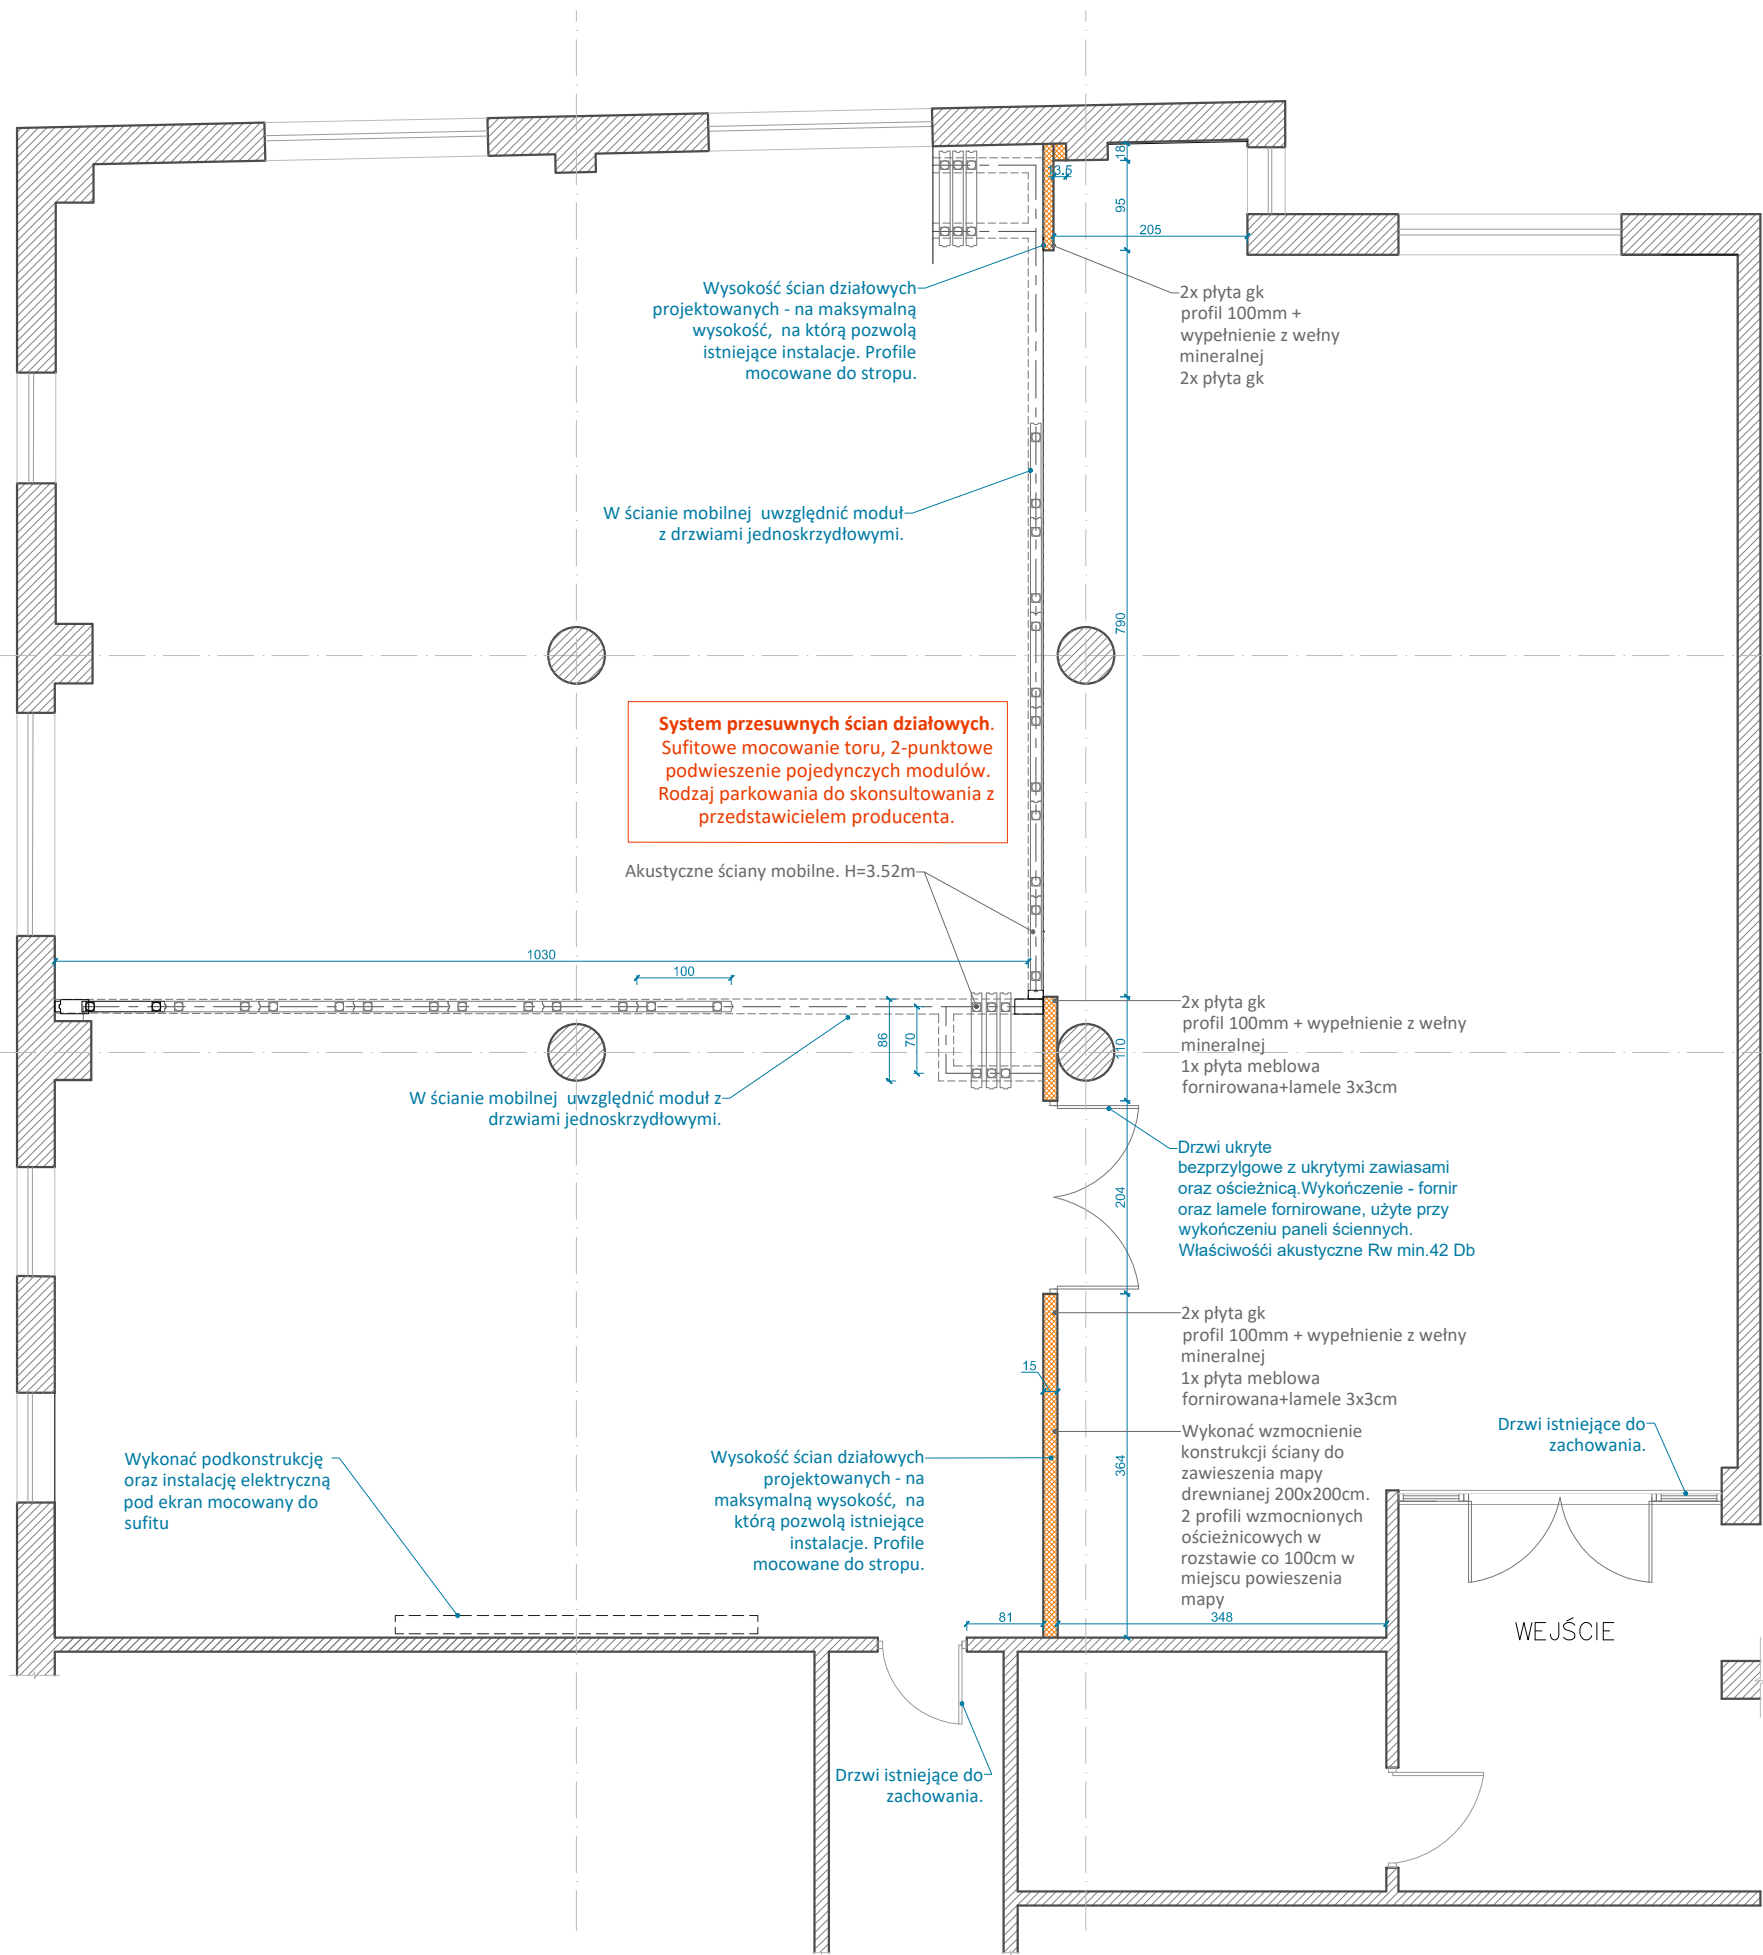 18
13.5
95
205
Wysokość ścian działowych
projektowanych - na maksymalną
wysokość, na którą pozwolą
istniejące instalacje. Profile
mocowane do stropu.
2x płyta gk
profil 100mm +
wypełnienie z wełny
mineralnej
2x płyta gk
W ścianie mobilnej uwzględnić moduł
z drzwiami jednoskrzydłowymi.
790
System przesuwnych ścian działowych.
Sufitowe mocowanie toru, 2-punktowe
podwieszenie pojedynczych modulów.
Rodzaj parkowania do skonsultowania z
przedstawicielem producenta.
Akustyczne ściany mobilne. H=3.52m
1030
100
86
70
110
2x płyta gk
profil 100mm + wypełnienie z wełny
mineralnej
1x płyta meblowa
fornirowana+lamele 3x3cm
W ścianie mobilnej uwzględnić moduł z
drzwiami jednoskrzydłowymi.
Drzwi ukryte
bezprzylgowe z ukrytymi zawiasami
oraz ościeżnicą.Wykończenie - fornir
oraz lamele fornirowane, użyte przy
wykończeniu paneli ściennych.
Właściwośći akustyczne Rw min.42 Db
204
2x płyta gk
profil 100mm + wypełnienie z wełny
mineralnej
1x płyta meblowa
fornirowana+lamele 3x3cm
15
Wykonać wzmocnienie
konstrukcji ściany do
zawieszenia mapy
drewnianej 200x200cm.
2 profili wzmocnionych
ościeżnicowych w
rozstawie co 100cm w
miejscu powieszenia
mapy
364
Drzwi istniejące do
zachowania.
Wykonać podkonstrukcję
oraz instalację elektryczną
pod ekran mocowany do
sufitu
Wysokość ścian działowych
projektowanych - na
maksymalną wysokość, na
którą pozwolą istniejące
instalacje. Profile
mocowane do stropu.
81
348
WEJŚCIE
Drzwi istniejące do
zachowania.